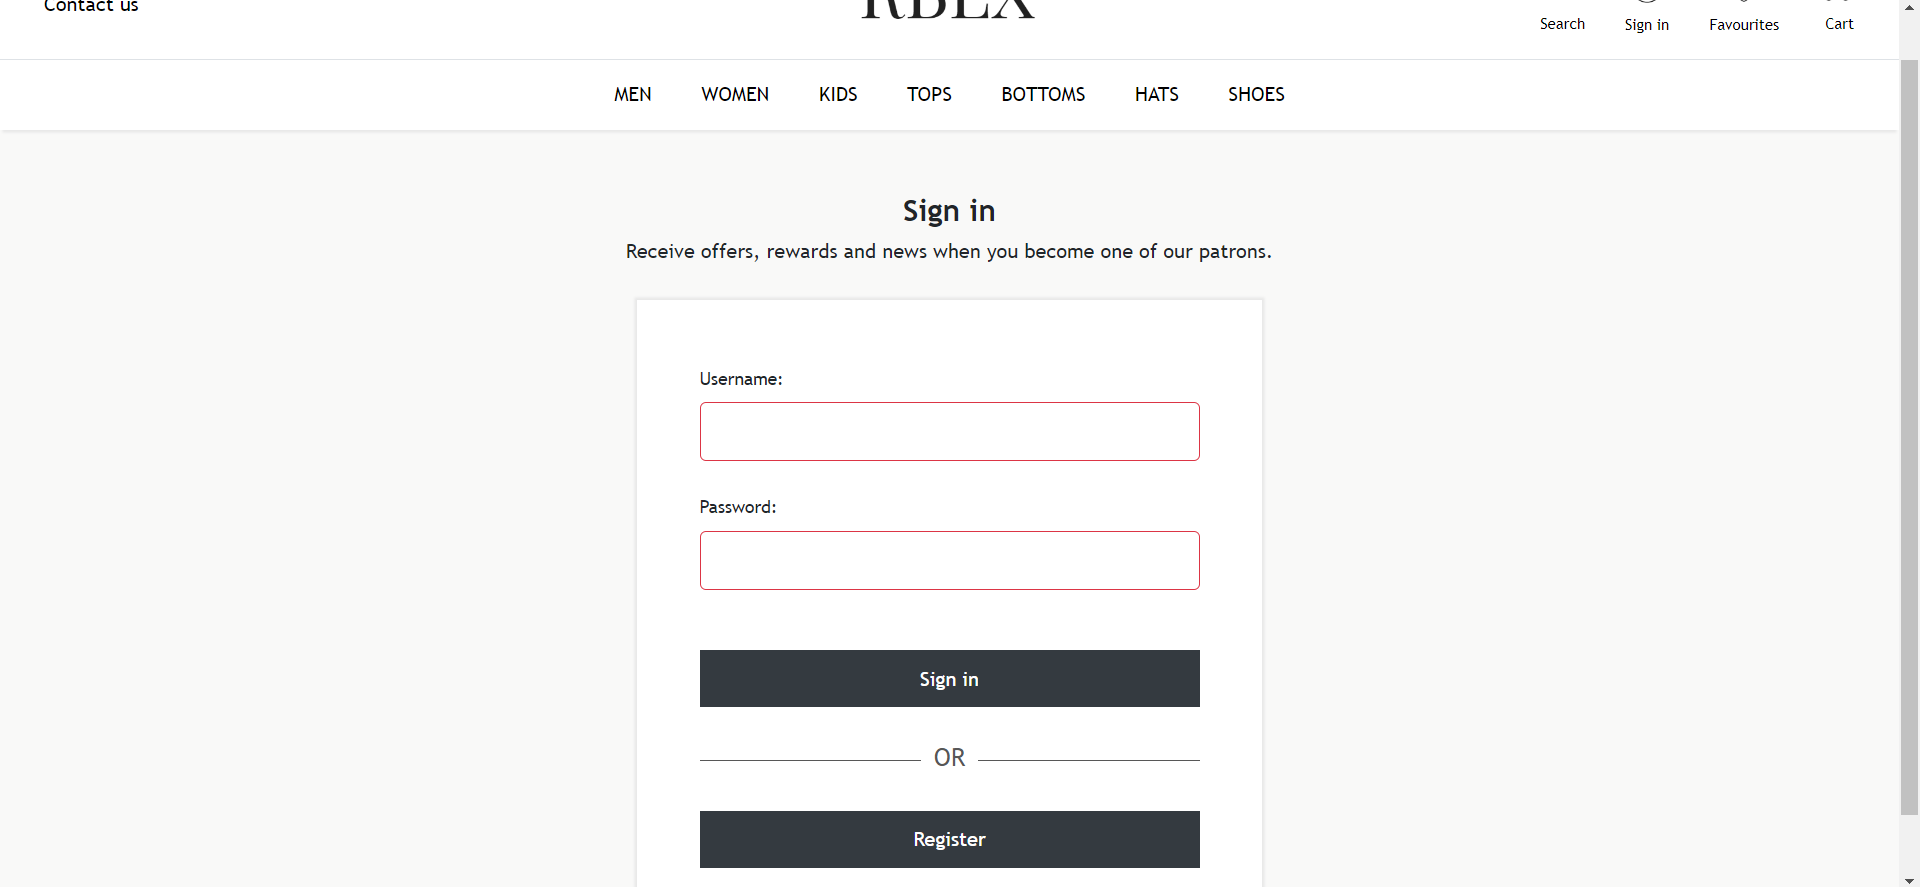 Contact us
RBLX
Search
Sign in
Favourites
Cart
MEN
WOMEN
KIDS
TOPS
BOTTOMS
HATS
SHOES
Sign in
Receive offers, rewards and news when you become one of our patrons.
Username:
Password:
Sign in
OR
Register